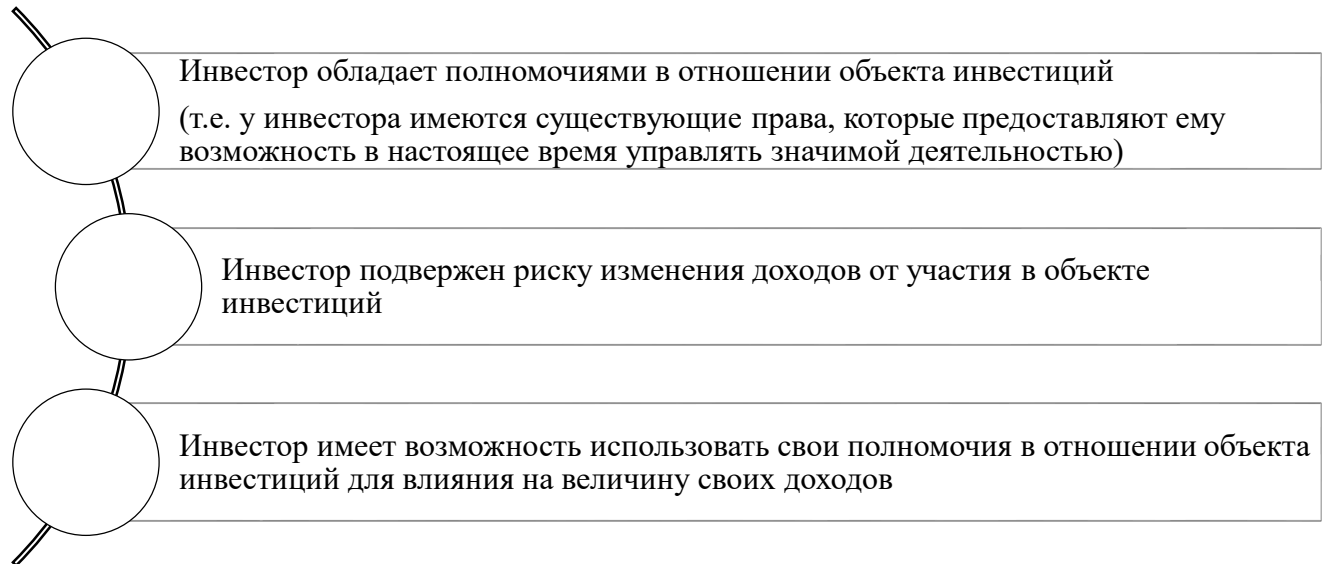 Инвестор обладает полномочиями в отношении объекта инвестиций
(т.е. у инвестора имеются существующие права, которые предоставляют ему
возможность в настоящее время управлять значимой деятельностью)
Инвестор подвержен риску изменения доходов от участия в объекте
инвестиций
Инвестор имеет возможность использовать свои полномочия в отношении объекта
инвестиций для влияния на величину своих доходов